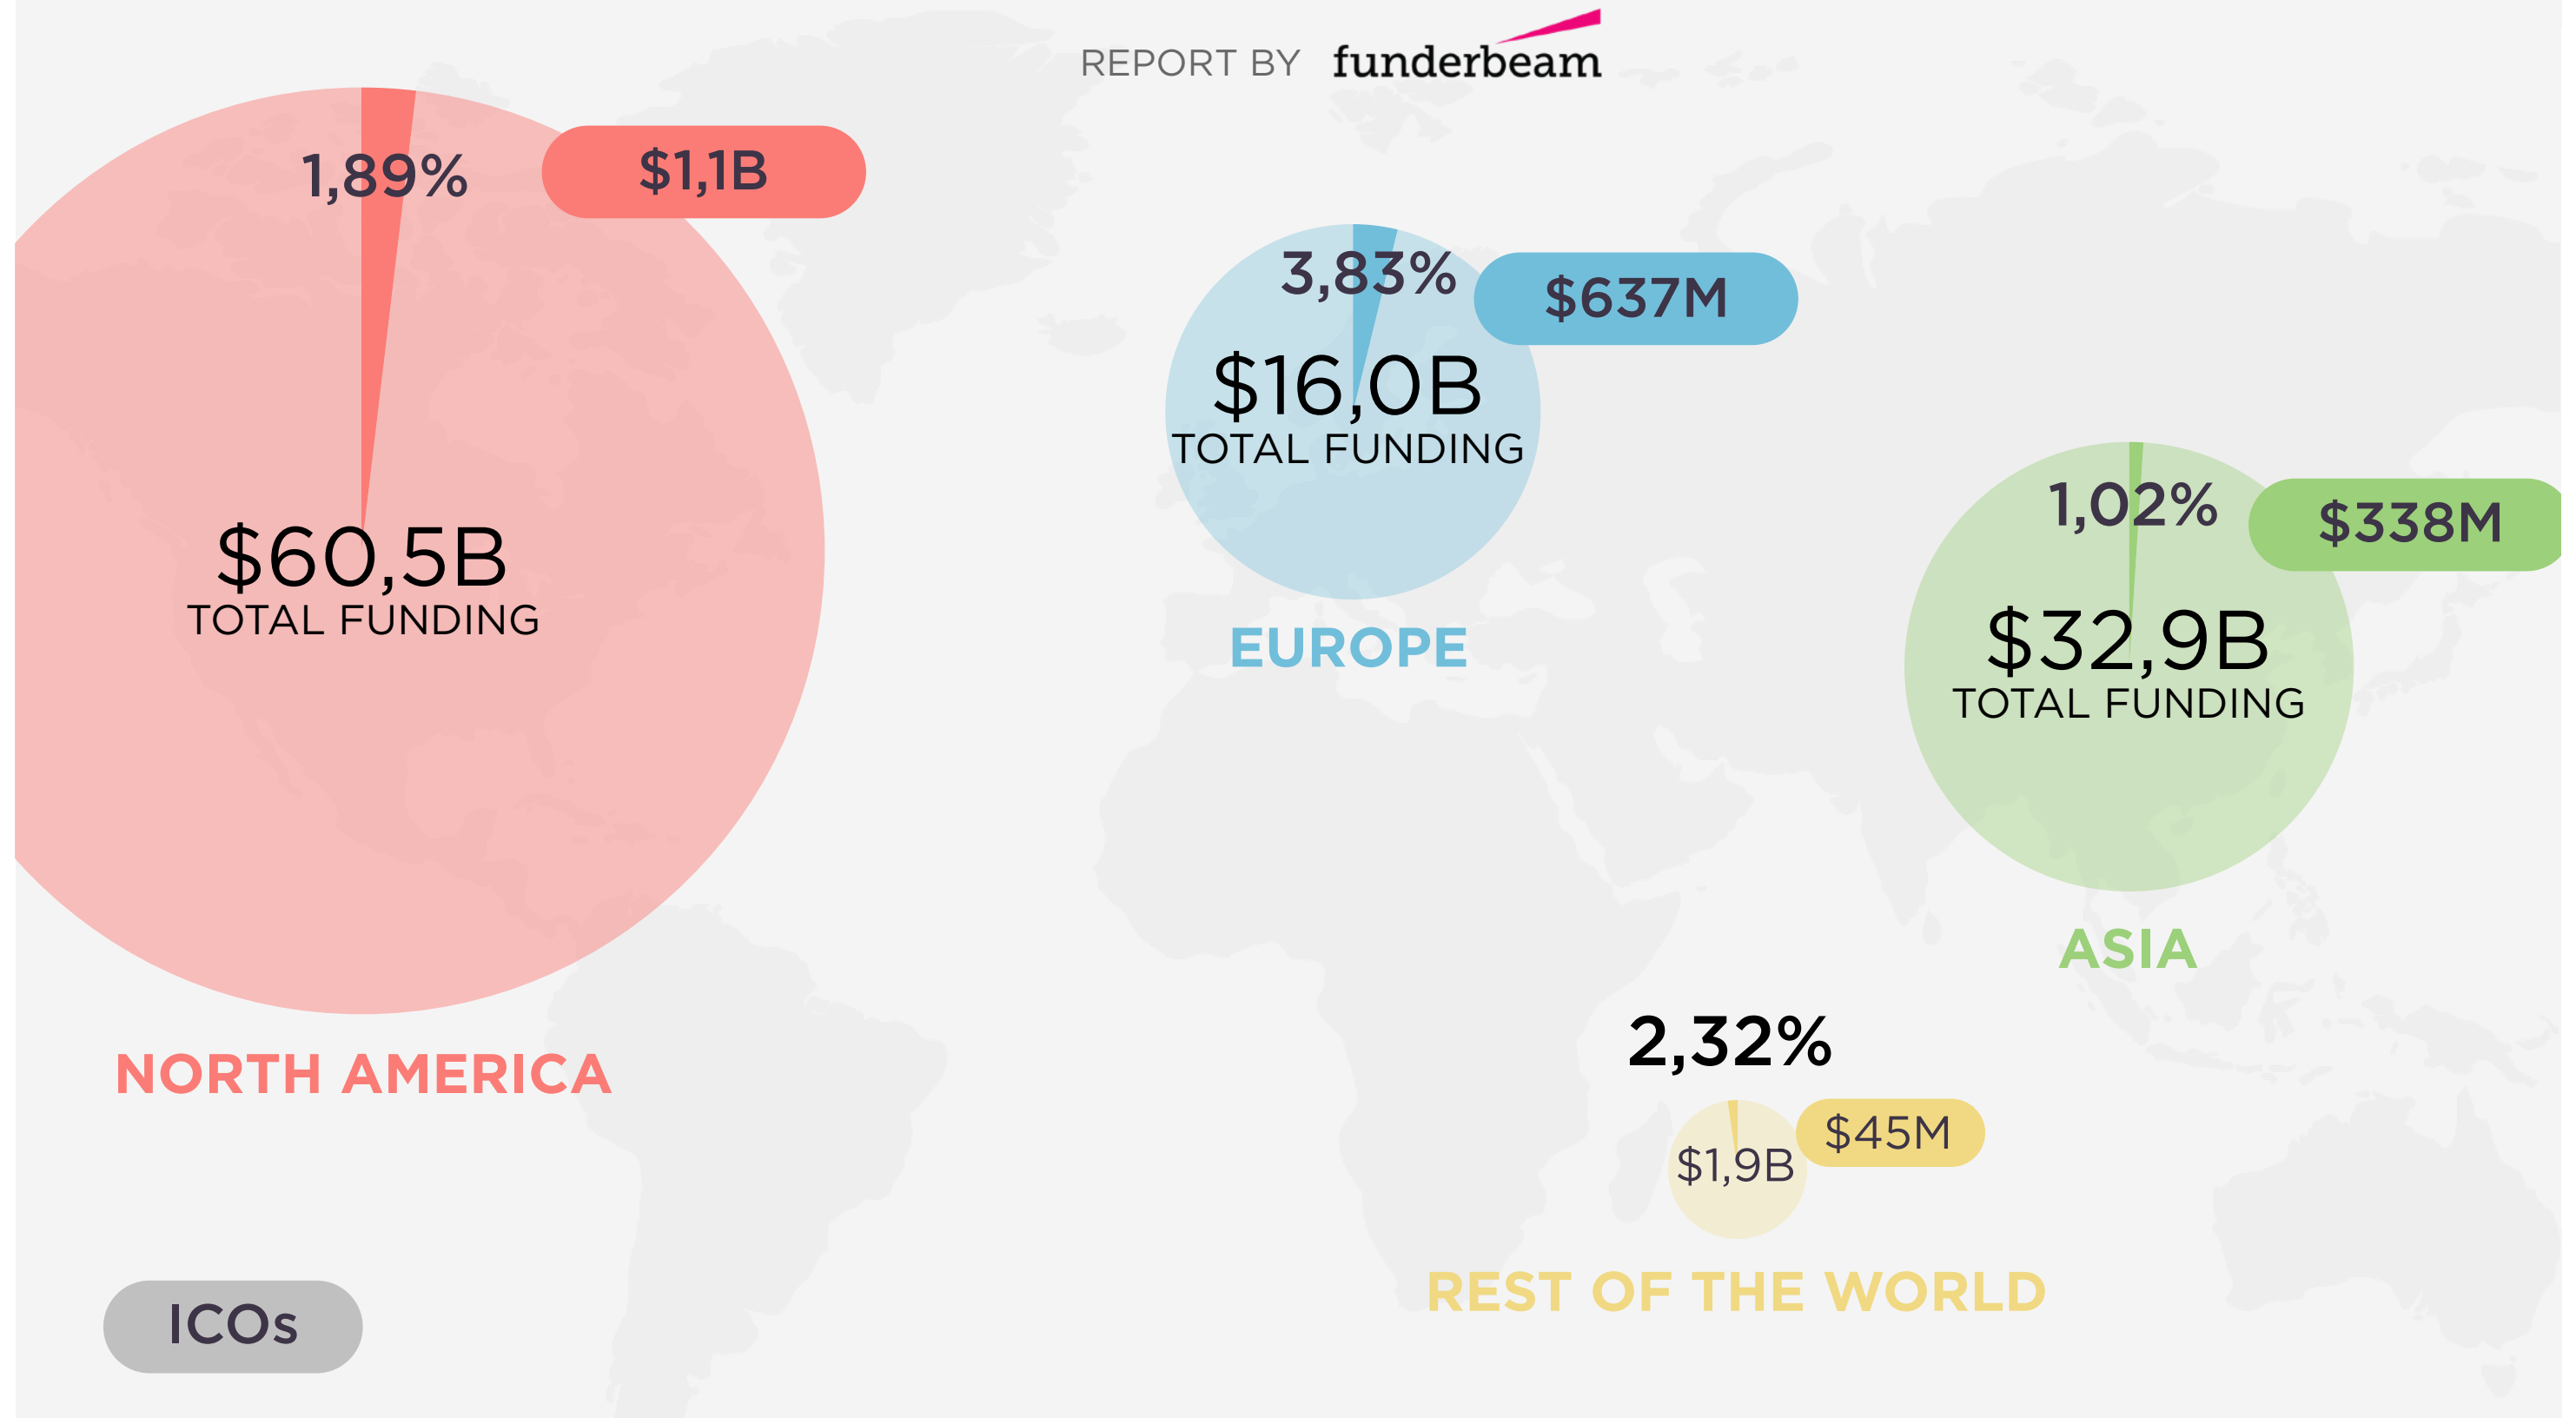 REPORT BY funderbeam
1,89%
$1,1B
$60,5B
TOTAL FUNDING
NORTH AMERICA
3,83%
$637M
$16,0B
TOTAL FUNDING
EUROPE
1,02%
$338M
$32,9B
TOTAL FUNDING
ASIA
2,32%
$45M
$1,9B
REST OF THE WORLD
ICOs